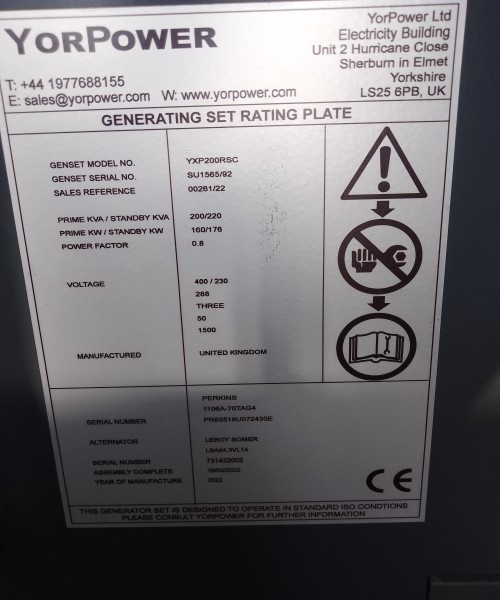 YORPOWER
YorPower Ltd
Electricity Building
Unit 2 Hurricane Close
Sherburn in Elmet
Yorkshire
LS25 6PB, UK
T: +44 1977688155
E: sales@yorpower.com W: www.yorpower.com
GENERATING SET RATING PLATE
GENSET MODEL NO. YXP200RSC
GENSET SERIAL NO. SU1565/92
SALES REFERENCE 00261/22
PRIME KVA / STANDBY KVA 200/220
PRIME KW / STANDBY KW 160/176
POWER FACTOR 0.8
VOLTAGE 400 / 230
288
THREE
50
1500
MANUFACTURED UNITED KINGDOM
PERKINS
1106A-70TAG4
SERIAL NUMBER PR83518U072430E
ALTERNATOR LEROY SOMER
LSA44.3VL14
SERIAL NUMBER 731432002
ASSEMBLY COMPLETE 16/03/2022
YEAR OF MANUFACTURE 2022
CE
THIS GENERATOR SET IS DESIGNED TO OPERATE IN STANDARD ISO CONDTIONS
PLEASE CONSULT YORPOWER FOR FURTHER INFORMATION